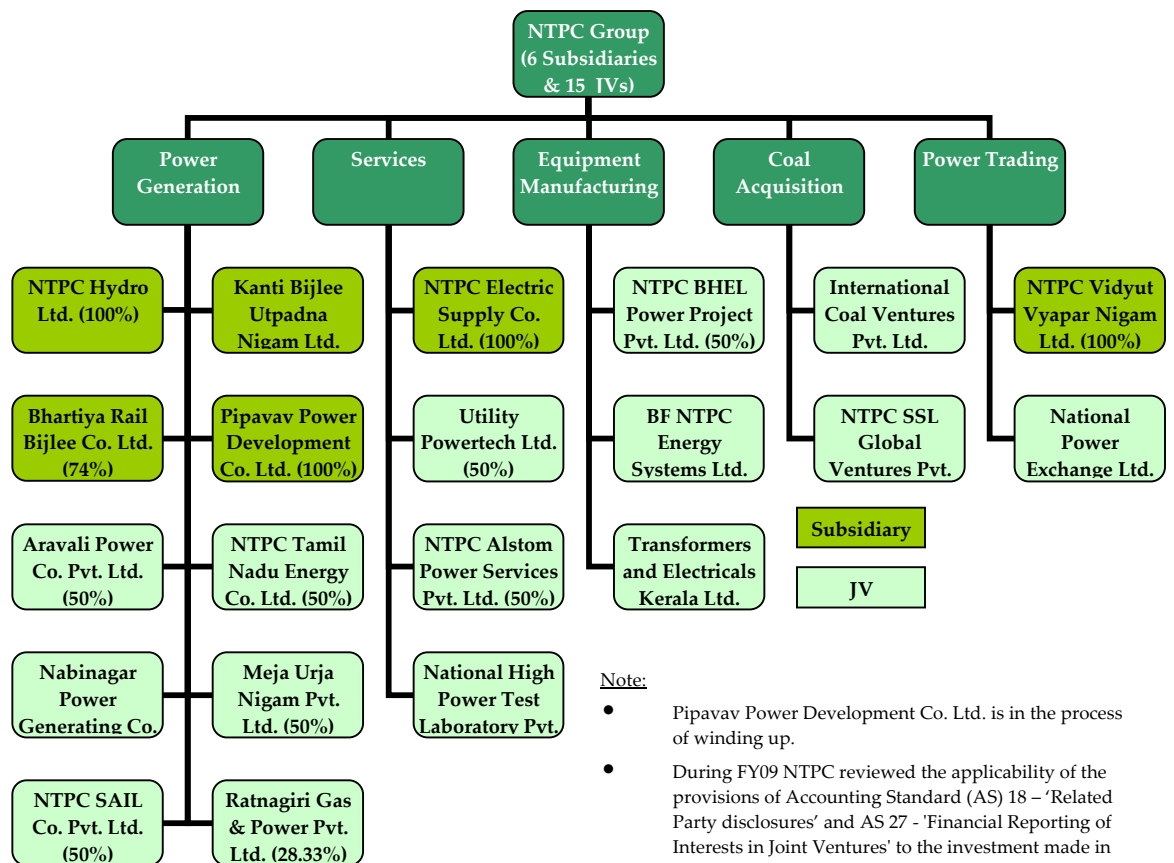 NTPC Group
(6 Subsidiaries
& 15 JVs)
Power
Generation
Services
Equipment
Manufacturing
Coal
Acquisition
Power Trading
NTPC Hydro
Ltd. (100%)
Kanti Bijlee
Utpadna
Nigam Ltd.
NTPC Electric
Supply Co.
Ltd. (100%)
NTPC BHEL
Power Project
Pvt. Ltd. (50%)
International
Coal Ventures
Pvt. Ltd.
NTPC Vidyut
Vyapar Nigam
Ltd. (100%)
Bhartiya Rail
Bijlee Co. Ltd.
(74%)
Pipavav Power
Development
Co. Ltd. (100%)
Utility
Powertech Ltd.
(50%)
BF NTPC
Energy
Systems Ltd.
NTPC SSL
Global
Ventures Pvt.
National
Power
Exchange Ltd.
Aravali Power
Co. Pvt. Ltd.
(50%)
NTPC Tamil
Nadu Energy
Co. Ltd. (50%)
NTPC Alstom
Power Services
Pvt. Ltd. (50%)
Transformers
and Electricals
Kerala Ltd.
Subsidiary
JV
Nabinagar
Power
Generating Co.
Meja Urja
Nigam Pvt.
Ltd. (50%)
National High
Power Test
Laboratory Pvt.
NTPC SAIL
Co. Pvt. Ltd.
(50%)
Ratnagiri Gas
& Power Pvt.
Ltd. (28.33%)
Note:
• Pipavav Power Development Co. Ltd. is in the process
of winding up.
• During FY09 NTPC reviewed the applicability of the
provisions of Accounting Standard (AS) 18 – ‘Related
Party disclosures’ and AS 27 - 'Financial Reporting of
Interests in Joint Ventures' to the investment made in